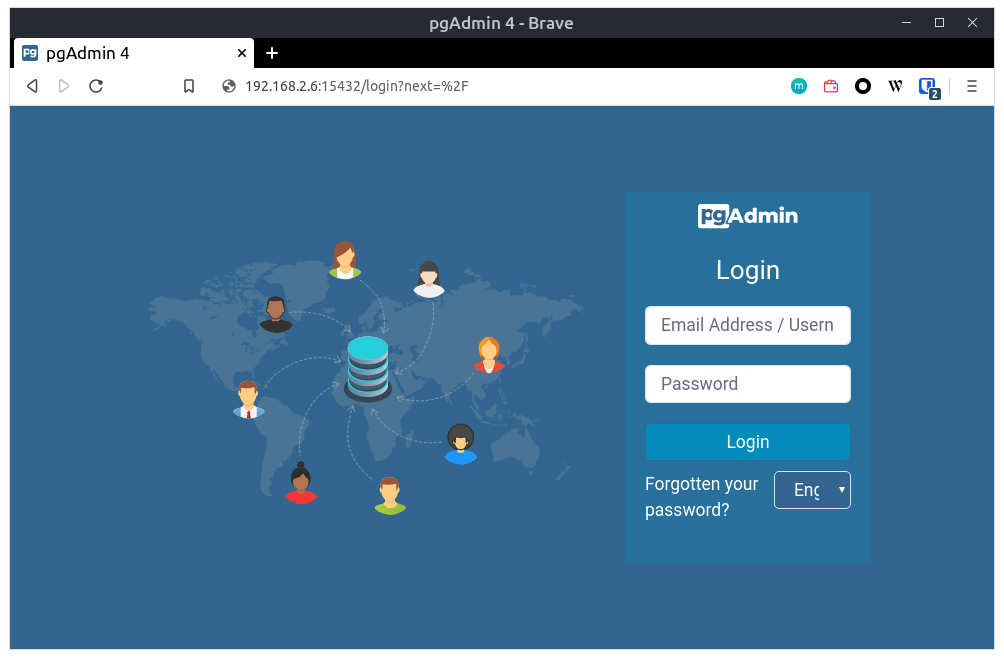 pgAdmin 4 - Brave
pg pgAdmin 4
192.168.2.6:15432/login?next=%2F
m
W
2
pgAdmin
Login
Email Address / Usern
Password
Login
Forgotten your
password?
Eng